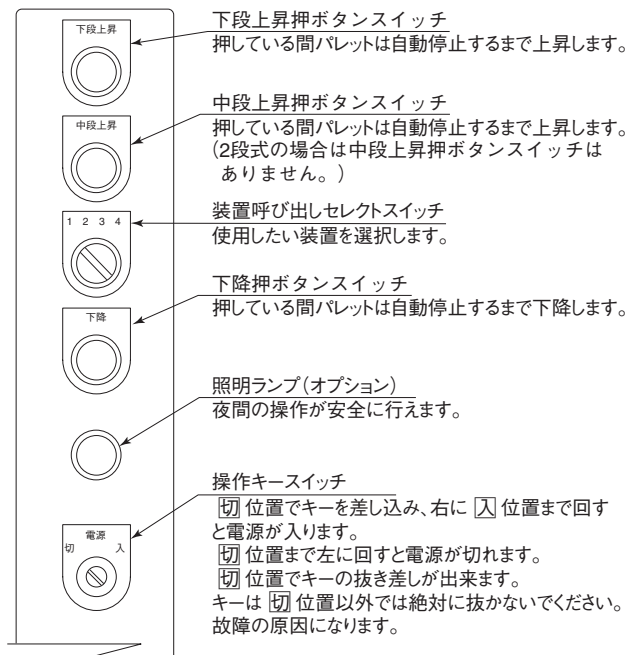 下段上昇
下段上昇押ボタンスイッチ
押している間パレットは自動停止するまで上昇します。
中段上昇
中段上昇押ボタンスイッチ
押している間パレットは自動停止するまで上昇します。
(2段式の場合は中段上昇押ボタンスイッチは
ありません。)
1 2 3 4
装置呼び出しセレクトスイッチ
使用したい装置を選択します。
下降
下降押ボタンスイッチ
押している間パレットは自動停止するまで下降します。
照明ランプ(オプション)
夜間の操作が安全に行えます。
電源
切 入
操作キースイッチ
切 位置でキーを差し込み、右に 入 位置まで回す
と電源が入ります。
切 位置まで左に回すと電源が切れます。
切 位置でキーの抜き差しが出来ます。
キーは 切 位置以外では絶対に抜かないでください。
故障の原因になります。